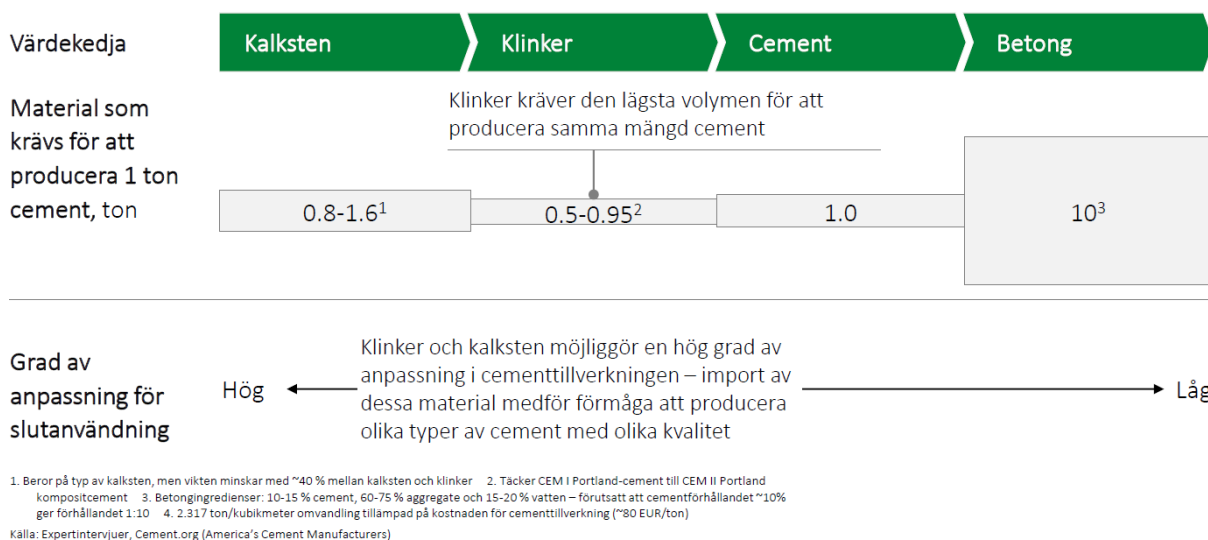 Värdekedja
Kalksten
Klinker
Cement
Betong
Material som
krävs för att
producera 1 ton
cement, ton
Klinker kräver den lägsta volymen för att
producera samma mängd cement
0.8-1.6¹
0.5-0.95²
1.0
10³
Grad av
anpassning för
slutanvändning
Hög
Klinker och kalksten möjliggör en hög grad av
anpassning i cementtillverkningen – import av
dessa material medför förmåga att producera
olika typer av cement med olika kvalitet
Låg
1. Beror på typ av kalksten, men vikten minskar med ~40 % mellan kalksten och klinker 2. Täcker CEM I Portland-cement till CEM II Portland
kompositcement 3. Betongingredienser: 10-15 % cement, 60-75 % aggregate och 15-20 % vatten – förutsatt att cementförhållandet ~10%
ger förhållandet 1:10 4. 2.317 ton/kubikmeter omvandling tillämpad på kostnaden för cementtillverkning (~80 EUR/ton)
Källa: Expertintervjuer, Cement.org (America's Cement Manufacturers)